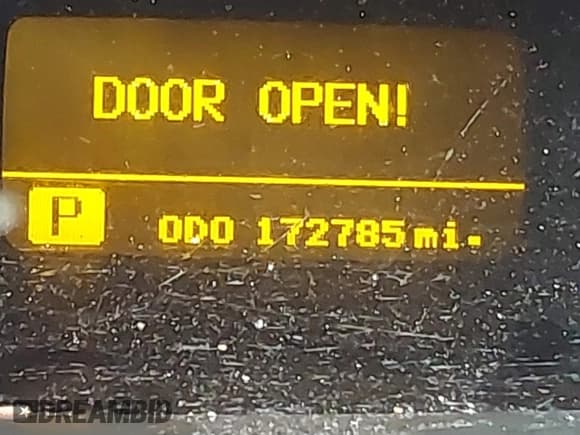 DOOR OPEN!
P ODO 172785 mi.
DREAMBID